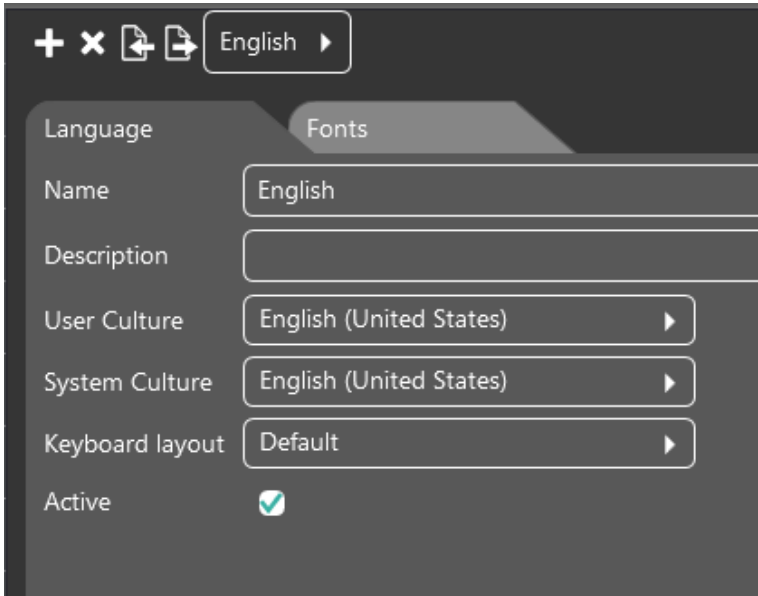 English
Language Fonts
Name English
Description
User Culture English (United States)
System Culture English (United States)
Keyboard layout Default
Active